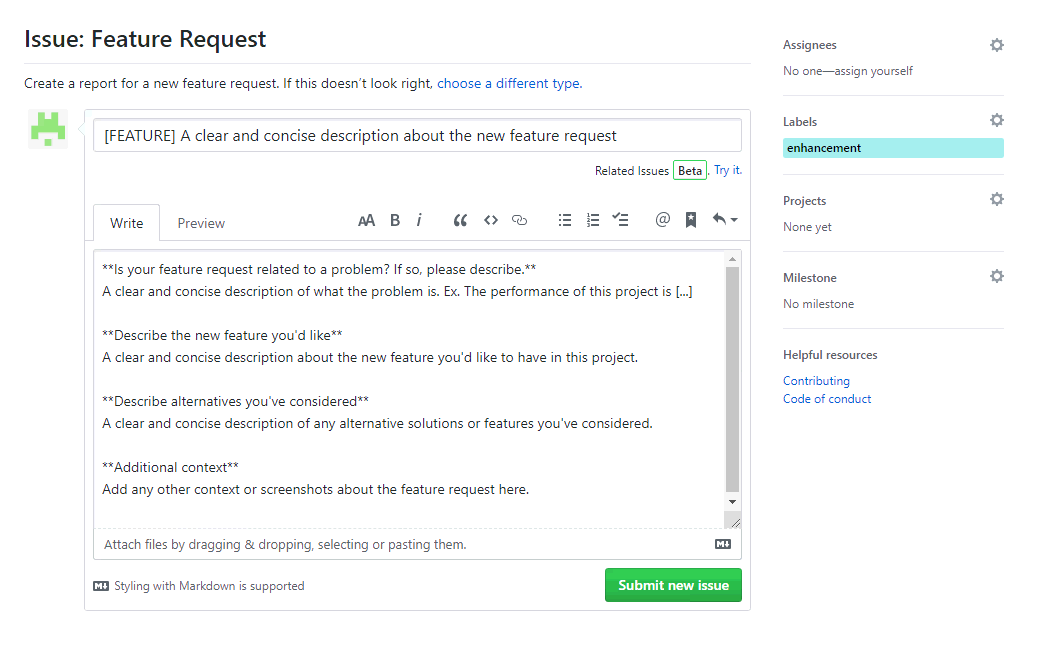 Issue: Feature Request
Create a report for a new feature request. If this doesn't look right, choose a different type.
[FEATURE] A clear and concise description about the new feature request
Related Issues Beta. Try it.
Write Preview AA B i
**Is your feature request related to a problem? If so, please describe.**
A clear and concise description of what the problem is. Ex. The performance of this project is [...]
**Describe the new feature you'd like**
A clear and concise description about the new feature you'd like to have in this project.
**Describe alternatives you've considered**
A clear and concise description of any alternative solutions or features you've considered.
**Additional context**
Add any other context or screenshots about the feature request here.
Attach files by dragging & dropping, selecting or pasting them.
Styling with Markdown is supported
Submit new issue
Assignees
No one—assign yourself
Labels
enhancement
Projects
None yet
Milestone
No milestone
Helpful resources
Contributing
Code of conduct